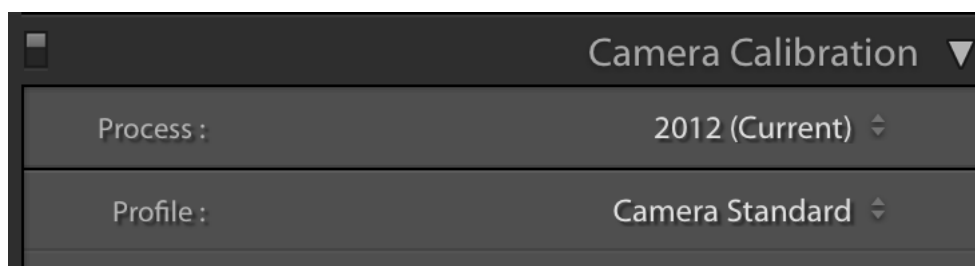 Camera Calibration
Process : 2012 (Current)
Profile : Camera Standard